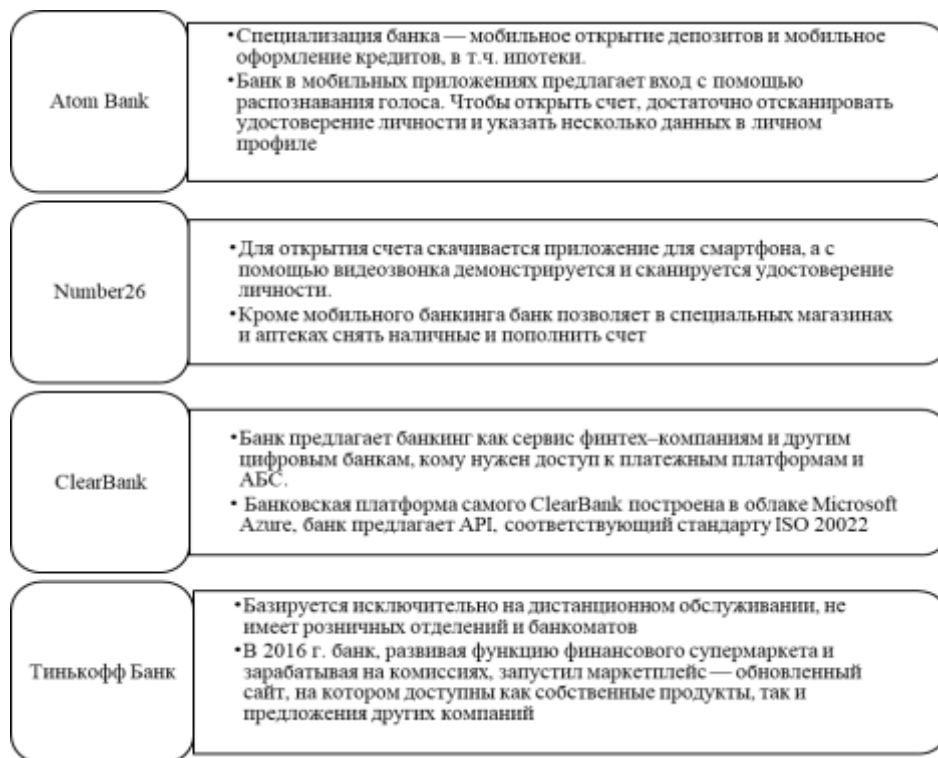 Atom Bank
•Специализация банка — мобильное открытие депозитов и мобильное
оформление кредитов, в т.ч. ипотеки.
•Банк в мобильных приложениях предлагает вход с помощью
распознавания голоса. Чтобы открыть счет, достаточно отсканировать
удостоверение личности и указать несколько данных в личном
профиле
Number26
•Для открытия счета скачивается приложение для смартфона, а с
помощью видеозвонка демонстрируется и сканируется удостоверение
личности.
•Кроме мобильного банкинга банк позволяет в специальных магазинах
и аптеках снять наличные и пополнить счет
ClearBank
•Банк предлагает банкинг как сервис финтех–компаниям и другим
цифровым банкам, кому нужен доступ к платежным платформам и
АБС.
• Банковская платформа самого ClearBank построена в облаке Microsoft
Azure, банк предлагает API, соответствующий стандарту ISO 20022
Тинькофф Банк
•Базируется исключительно на дистанционном обслуживании, не
имеет розничных отделений и банкоматов
•В 2016 г. банк, развивая функцию финансового супермаркета и
зарабатывая на комиссиях, запустил маркетплейс — обновленный
сайт, на котором доступны как собственные продукты, так и
предложения других компаний